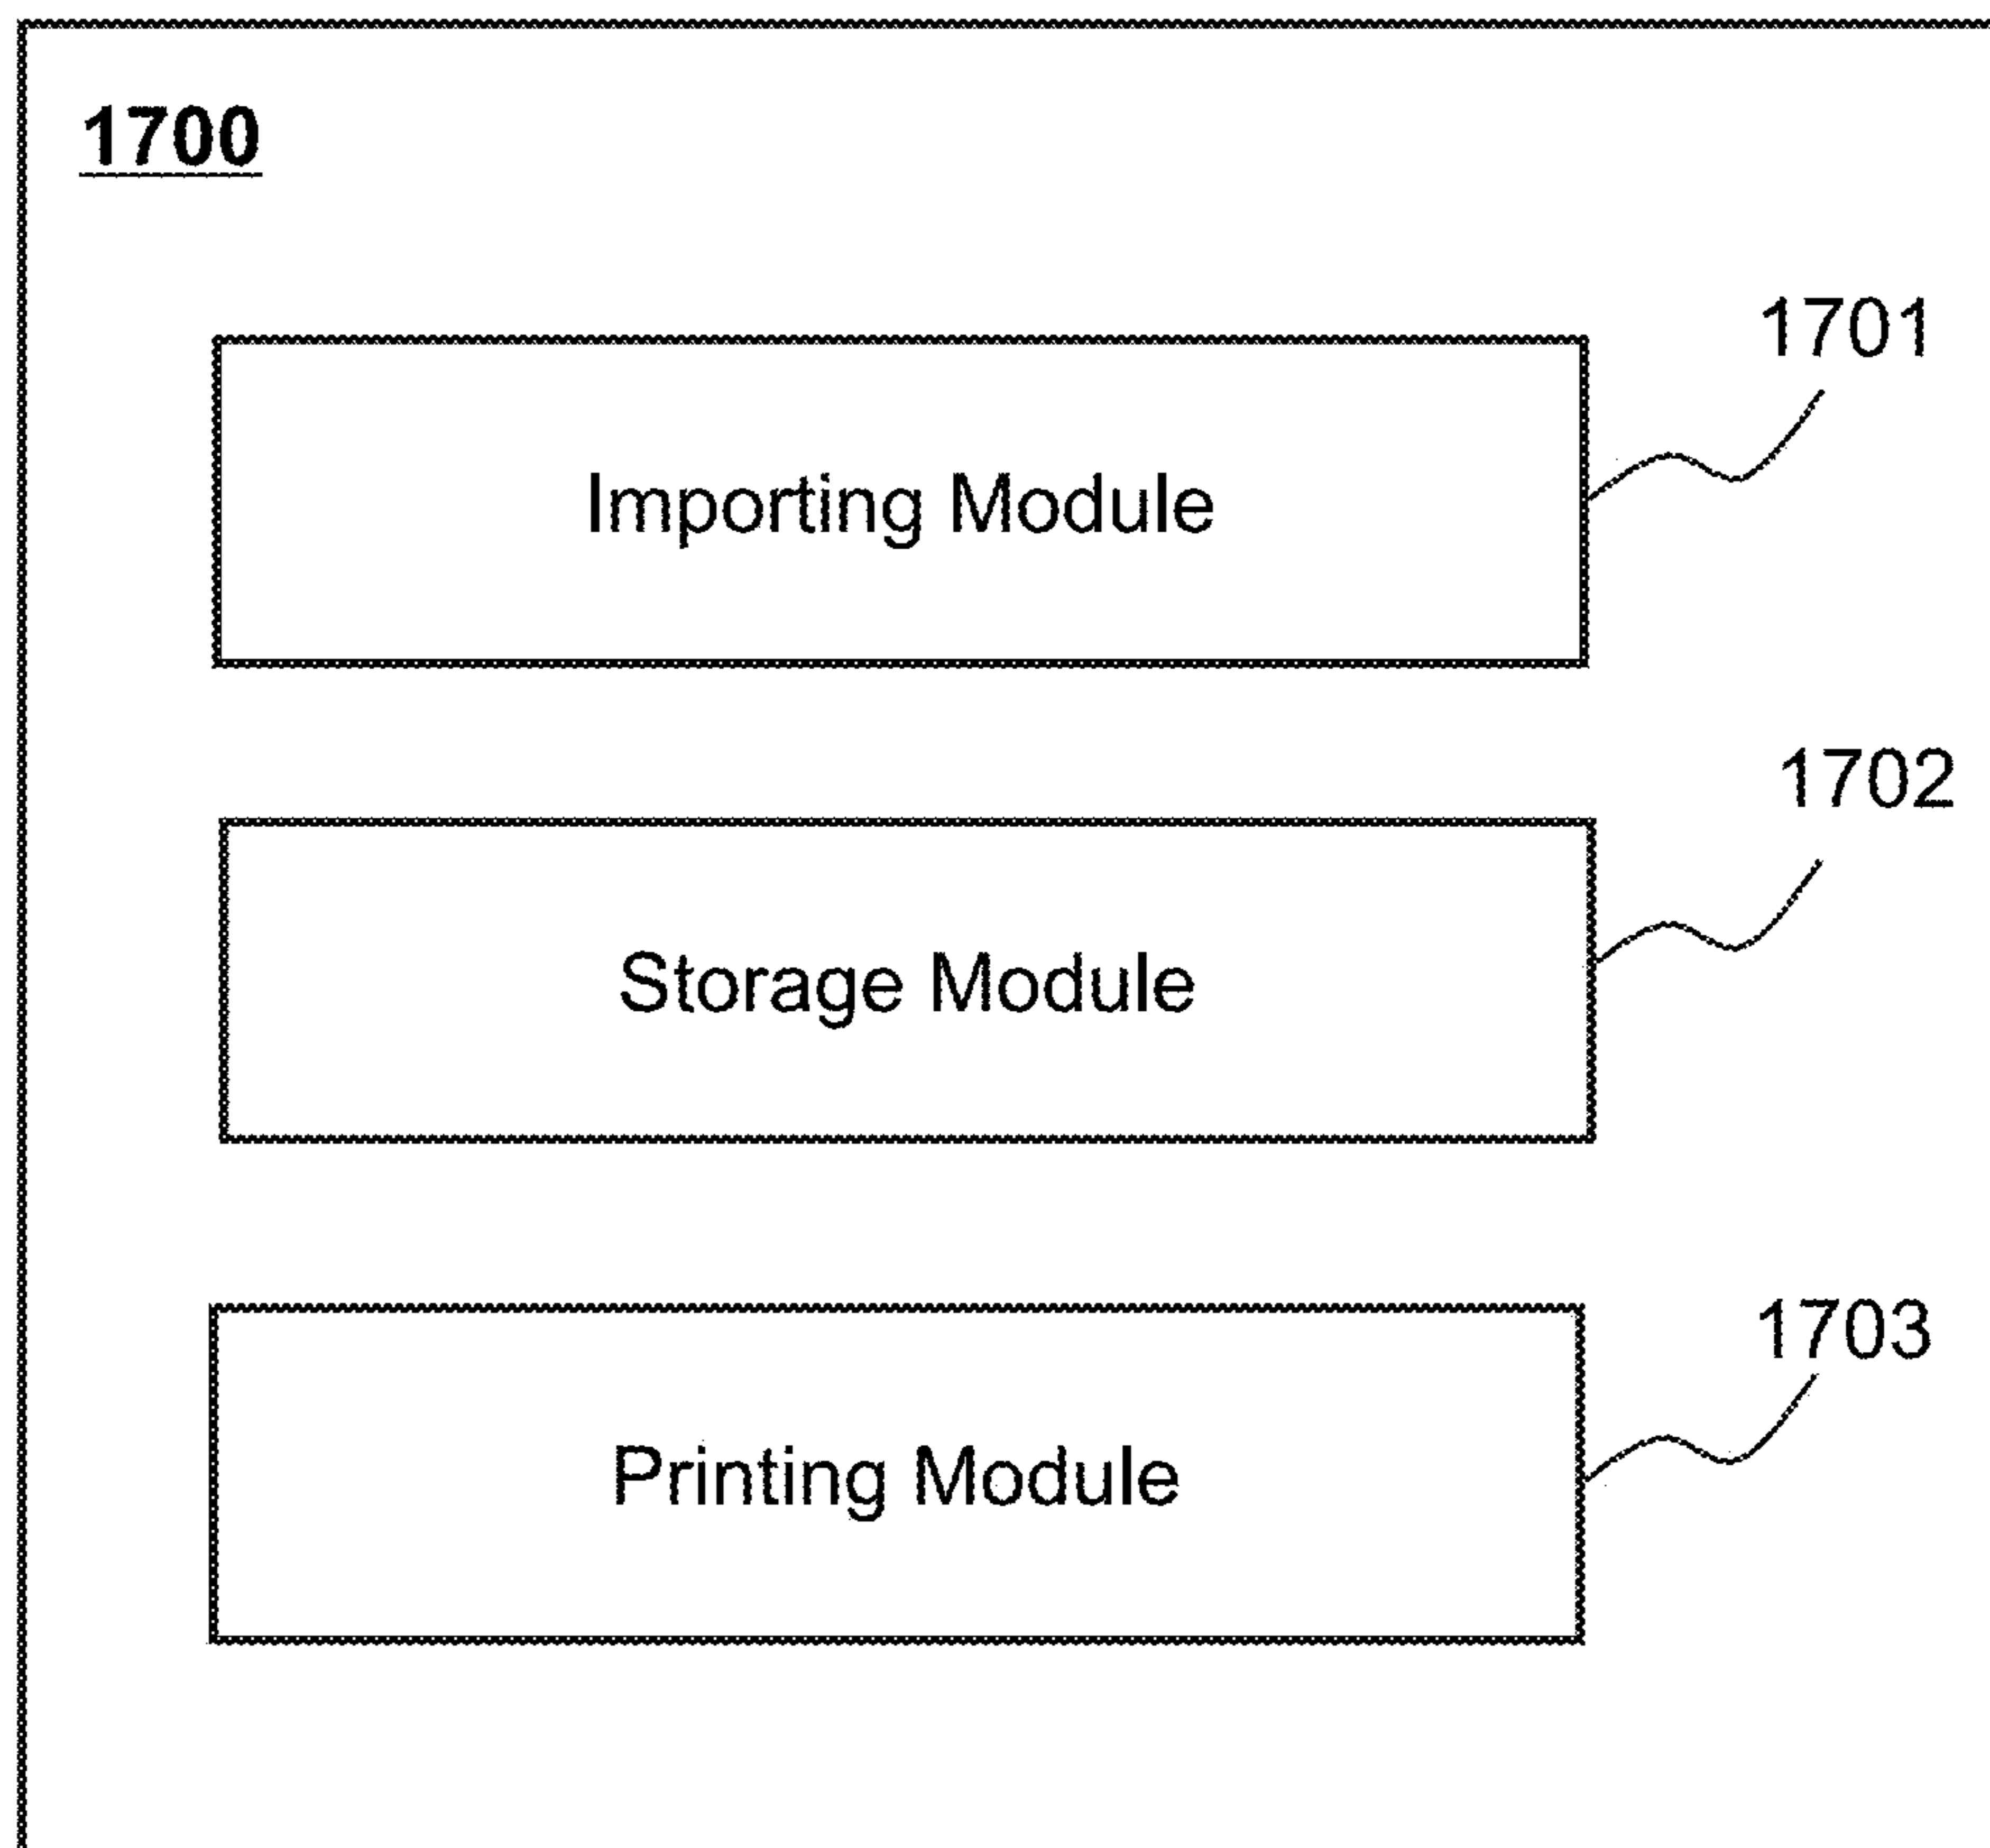 1700
1701
Importing Module
1702
Storage Module
1703
Printing Module